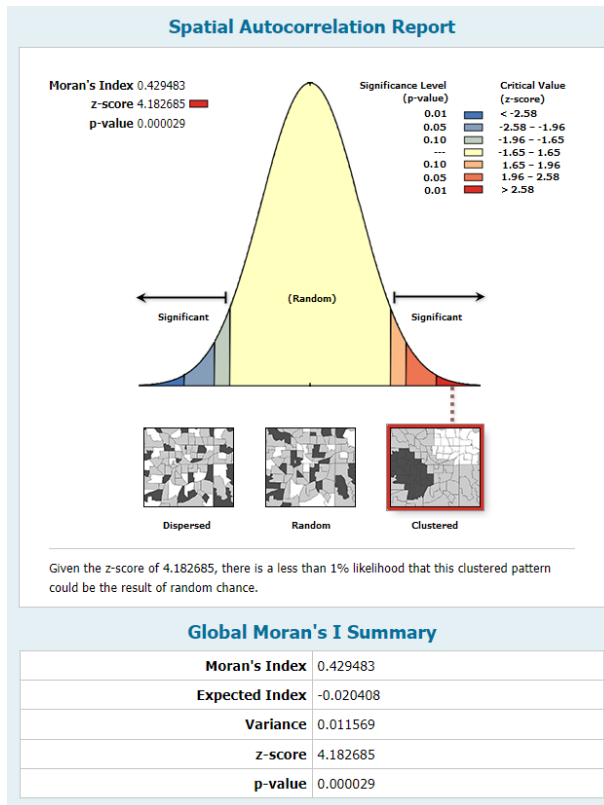 Spatial Autocorrelation Report
Moran's Index 0.429483
z-score 4.182685
p-value 0.000029
Significance Level (p-value) Critical Value (z-score)
0.01 < -2.58
0.05 -2.58 – -1.96
0.10 -1.96 – -1.65
--- -1.65 – 1.65
0.10 1.65 – 1.96
0.05 1.96 – 2.58
0.01 > 2.58
(Random)
Significant Significant
Dispersed Random Clustered
Given the z-score of 4.182685, there is a less than 1% likelihood that this clustered pattern
could be the result of random chance.
Global Moran's I Summary
Moran's Index 0.429483
Expected Index -0.020408
Variance 0.011569
z-score 4.182685
p-value 0.000029